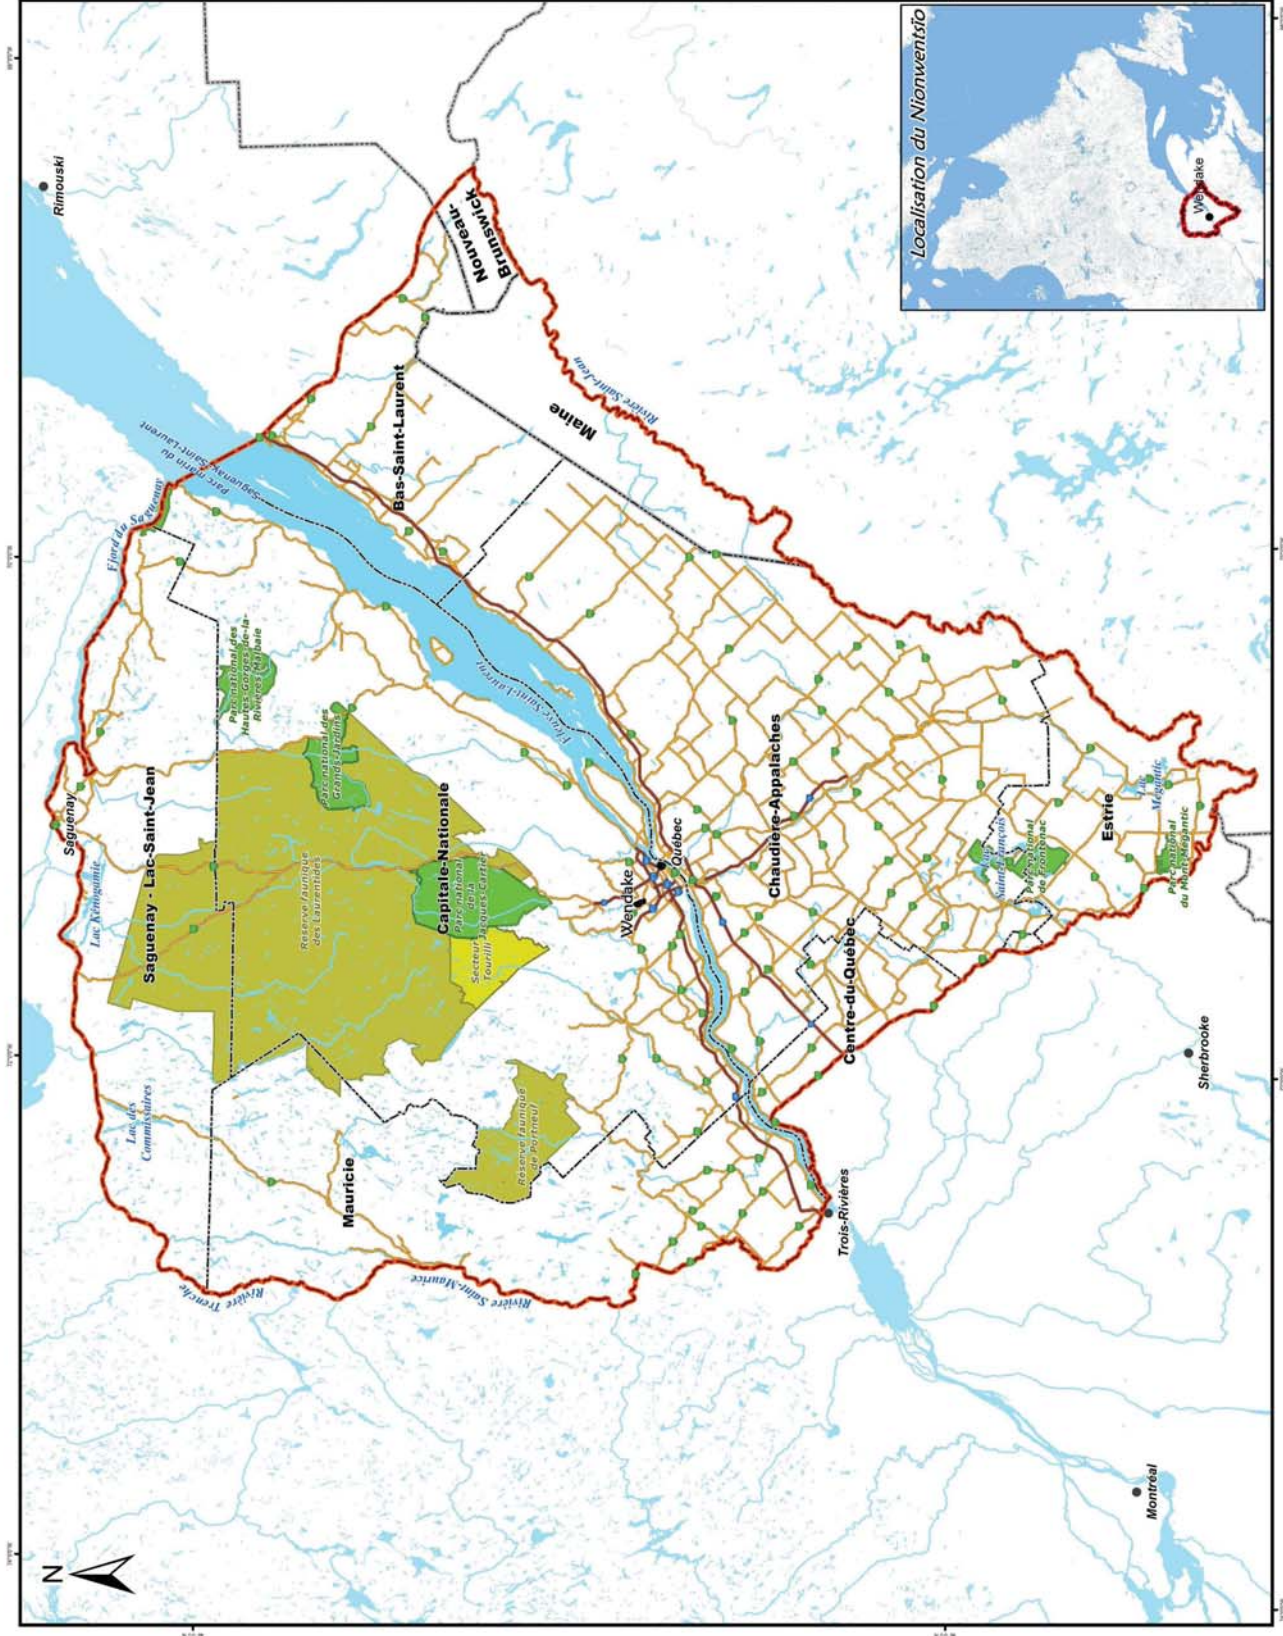 N
Rimouski
Fjord du Saguenay
Parc marin du
Saguenay-Saint-Laurent
Saguenay
Lac Kénogamie
Saguenay - Lac-Saint-Jean
Lac des
Commissaires
Parc national des
Hautes-Gorges-de-la-
Rivière-Malbaie
Parc national des
Grands-Jardins
Réserve faunique
des Laurentides
Capitale-Nationale
Parc national
de la
Jacques-Cartier
Secteur
Tourilli
Réserve faunique
de Portneuf
Mauricie
Rivière Trenche
Rivière Saint-Maurice
Bas-Saint-Laurent
Nouveau-
Brunswick
Maine
Rivière Saint-Jean
Fleuve Saint-Laurent
Wendake
Québec
Chaudière-Appalaches
Centre-du-Québec
Trois-Rivières
Lac
Saint-François
Parc national
de Frontenac
Estrie
Lac
Mégantic
Parc national
du Mont-Mégantic
Sherbrooke
Montréal
Localisation du Nionwentsïo
Wendake